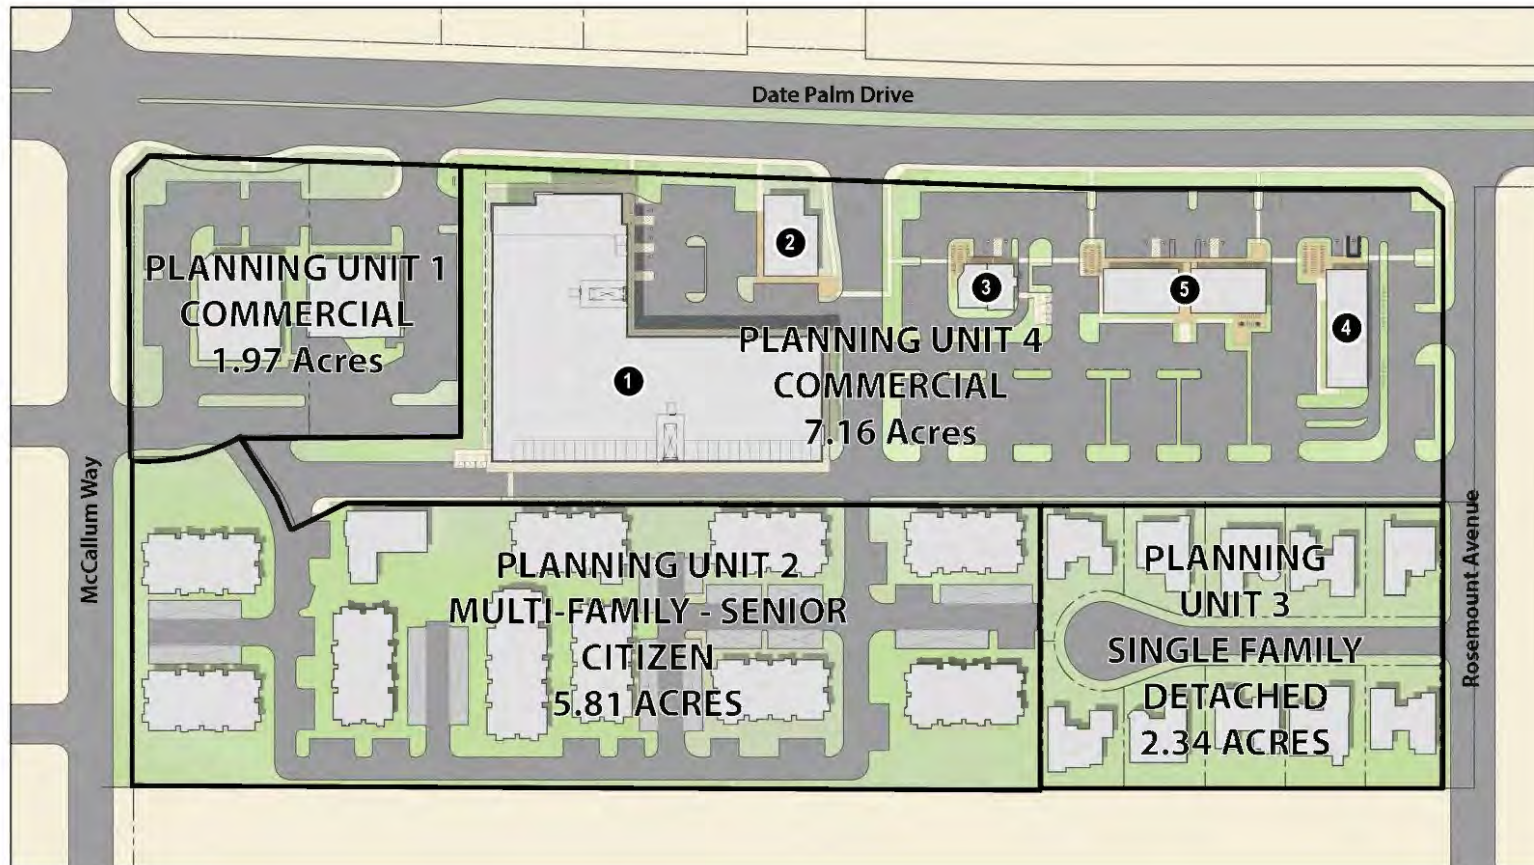 Date Palm Drive
PLANNING UNIT 1
COMMERCIAL
1.97 Acres
2
3
5
4
1
PLANNING UNIT 4
COMMERCIAL
7.16 Acres
McCallum Way
PLANNING UNIT 2
MULTI-FAMILY - SENIOR
CITIZEN
5.81 ACRES
PLANNING
UNIT 3
SINGLE FAMILY
DETACHED
2.34 ACRES
Rosemount Avenue